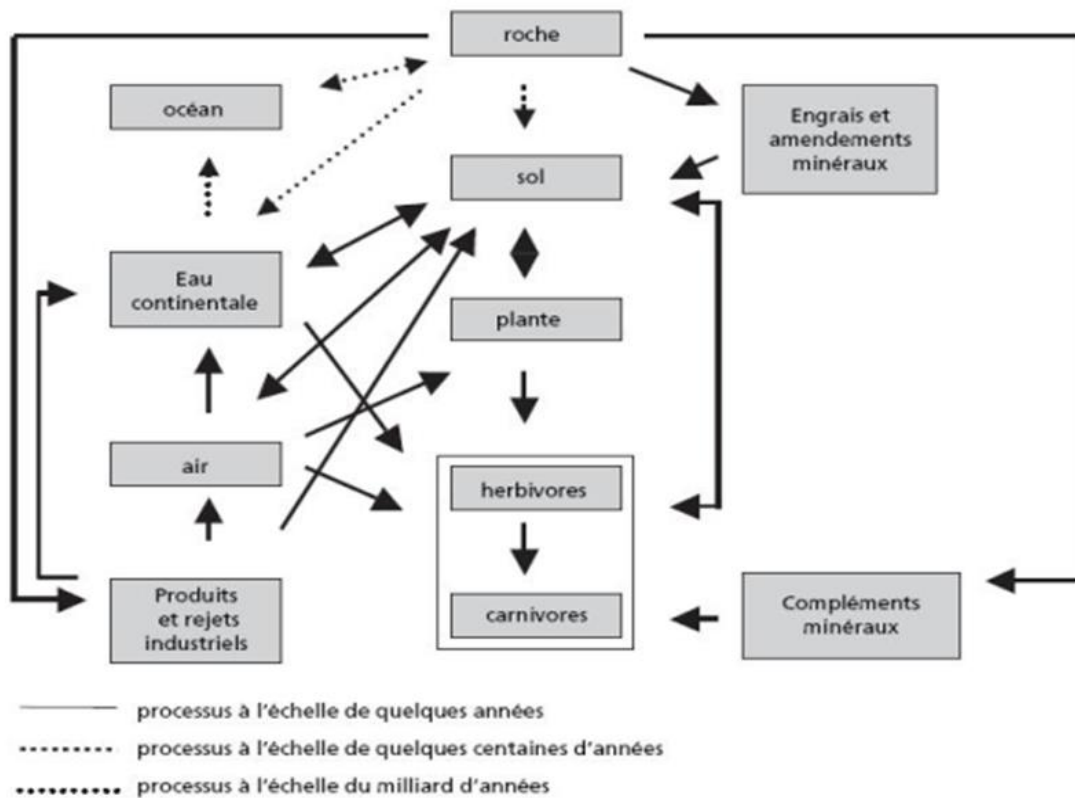 roche
océan
Engrais et
amendements
minéraux
sol
Eau
continentale
plante
air
herbivores
Produits
et rejets
industriels
carnivores
Compléments
minéraux
processus à l'échelle de quelques années
processus à l'échelle de quelques centaines d'années
processus à l'échelle du milliard d'années